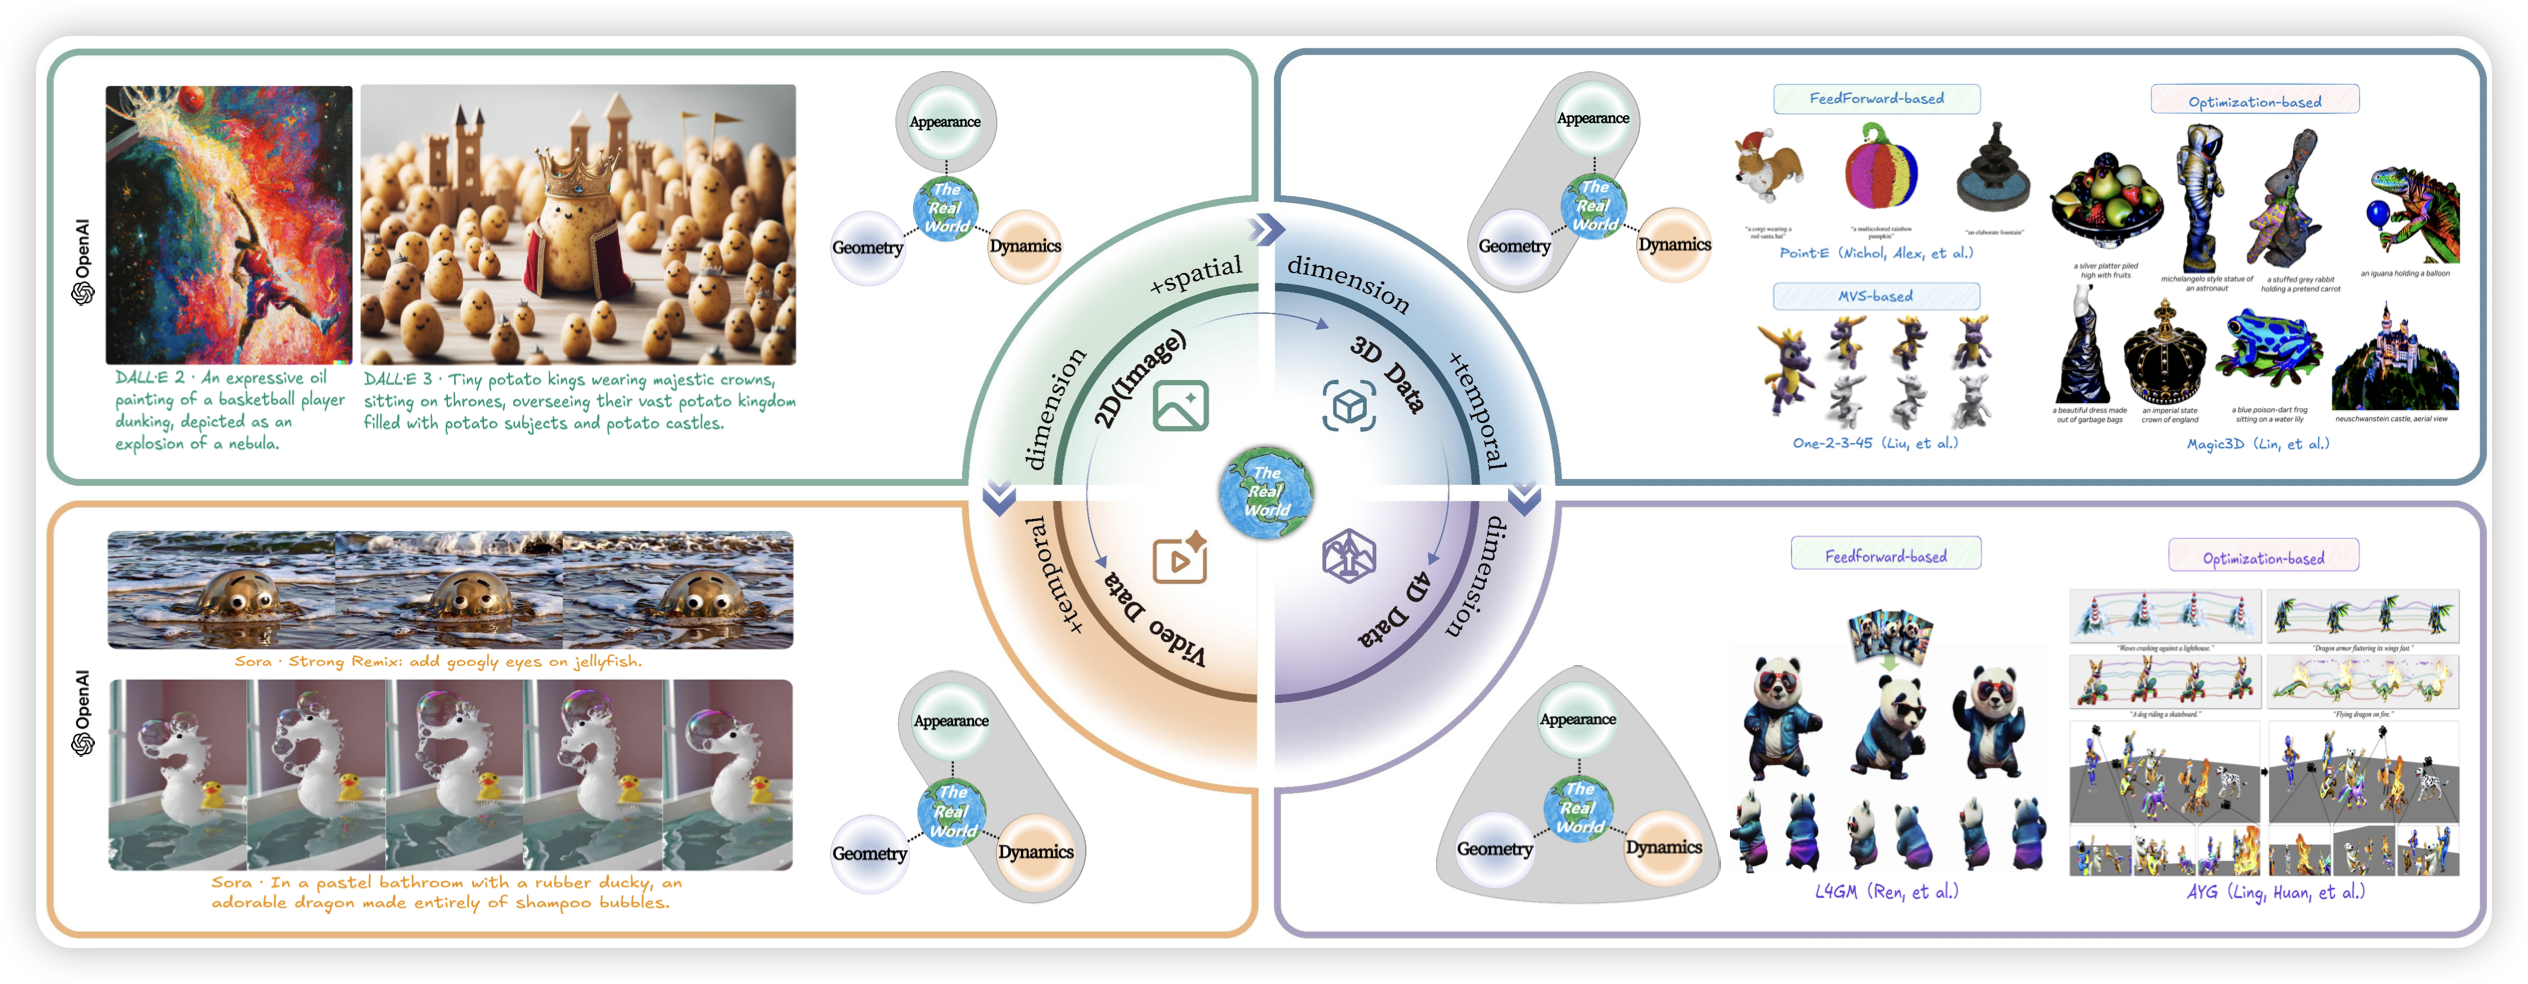 OpenAI
DALL·E 2 · An expressive oil
painting of a basketball player
dunking, depicted as an
explosion of a nebula.
DALL·E 3 · Tiny potato kings wearing majestic crowns,
sitting on thrones, overseeing their vast potato kingdom
filled with potato subjects and potato castles.
Appearance
The
Real
World
Geometry
Dynamics
+spatial
dimension
2D(Image)
dimension
3D Data
+temporal
Appearance
The
Real
World
Geometry
Dynamics
FeedForward-based
"a corgi wearing a
red santa hat"
"a multicolored rainbow
pumpkin"
"an elaborate fountain"
Point·E (Nichol, Alex, et al.)
MVS-based
One-2-3-45 (Liu, et al.)
Optimization-based
a silver platter piled
high with fruits
michelangelo style statue of
an astronaut
a stuffed grey rabbit
holding a pretend carrot
an iguana holding a balloon
a beautiful dress made
out of garbage bags
an imperial state
crown of england
a blue poison-dart frog
sitting on a water lily
neuschwanstein castle, aerial view
Magic3D (Lin, et al.)
The
Real
World
OpenAI
Sora · Strong Remix: add googly eyes on jellyfish.
Sora · In a pastel bathroom with a rubber ducky, an
adorable dragon made entirely of shampoo bubbles.
Appearance
The
Real
World
Geometry
Dynamics
+temporal
Video Data
4D Data
dimension
Appearance
The
Real
World
Geometry
Dynamics
Feedforward-based
L4GM (Ren, et al.)
Optimization-based
"Waves crashing against a lighthouse."
"Dragon armor fluttering its wings fast."
"A dog riding a skateboard."
"Flying dragon on fire."
AYG (Ling, Huan, et al.)